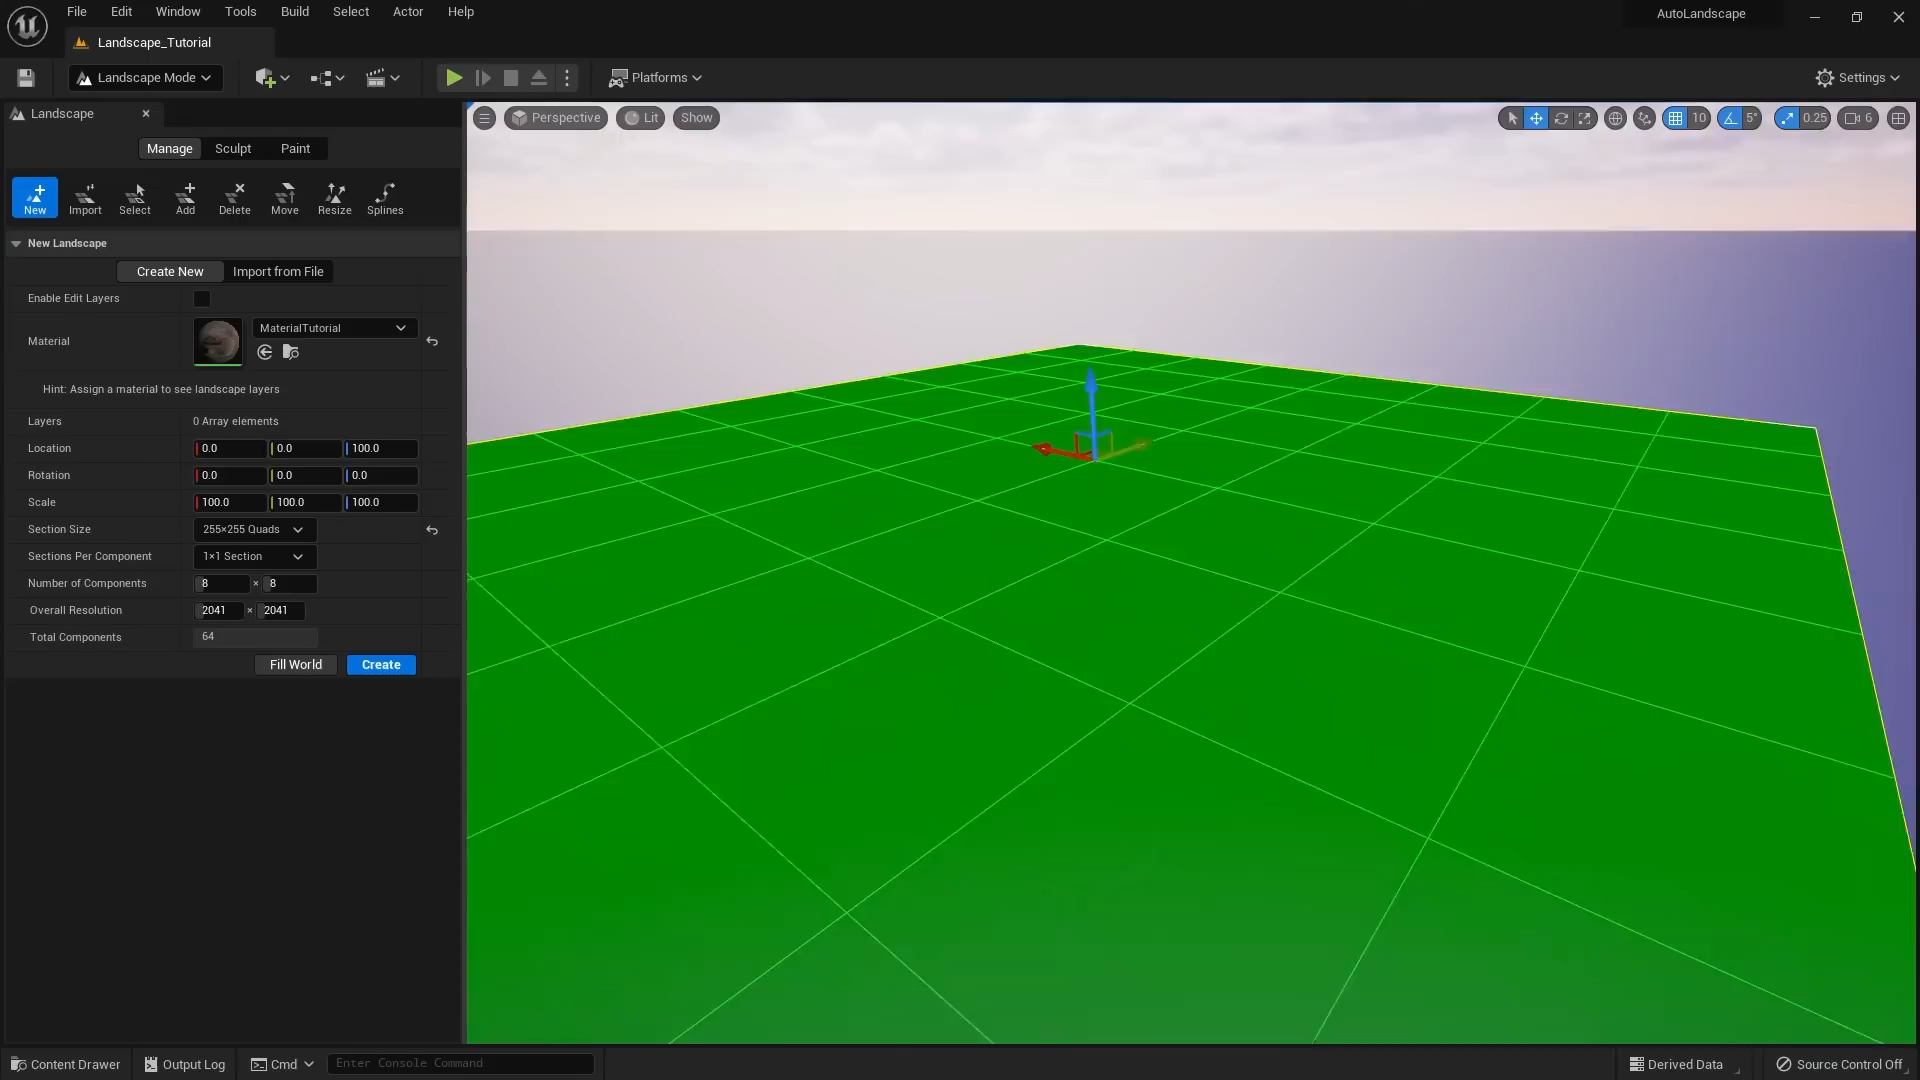 File Edit Window Tools Build Select Actor Help
AutoLandscape
Landscape_Tutorial
Landscape Mode
Platforms
Settings
Landscape
Perspective Lit Show
10 5° 0.25 6
Manage Sculpt Paint
New Import Select Add Delete Move Resize Splines
New Landscape
Create New Import from File
Enable Edit Layers
Material MaterialTutorial
Hint: Assign a material to see landscape layers
Layers 0 Array elements
Location 0.0 0.0 100.0
Rotation 0.0 0.0 0.0
Scale 100.0 100.0 100.0
Section Size 255×255 Quads
Sections Per Component 1×1 Section
Number of Components 8 × 8
Overall Resolution 2041 × 2041
Total Components 64
Fill World Create
Content Drawer Output Log Cmd Enter Console Command Derived Data Source Control Off